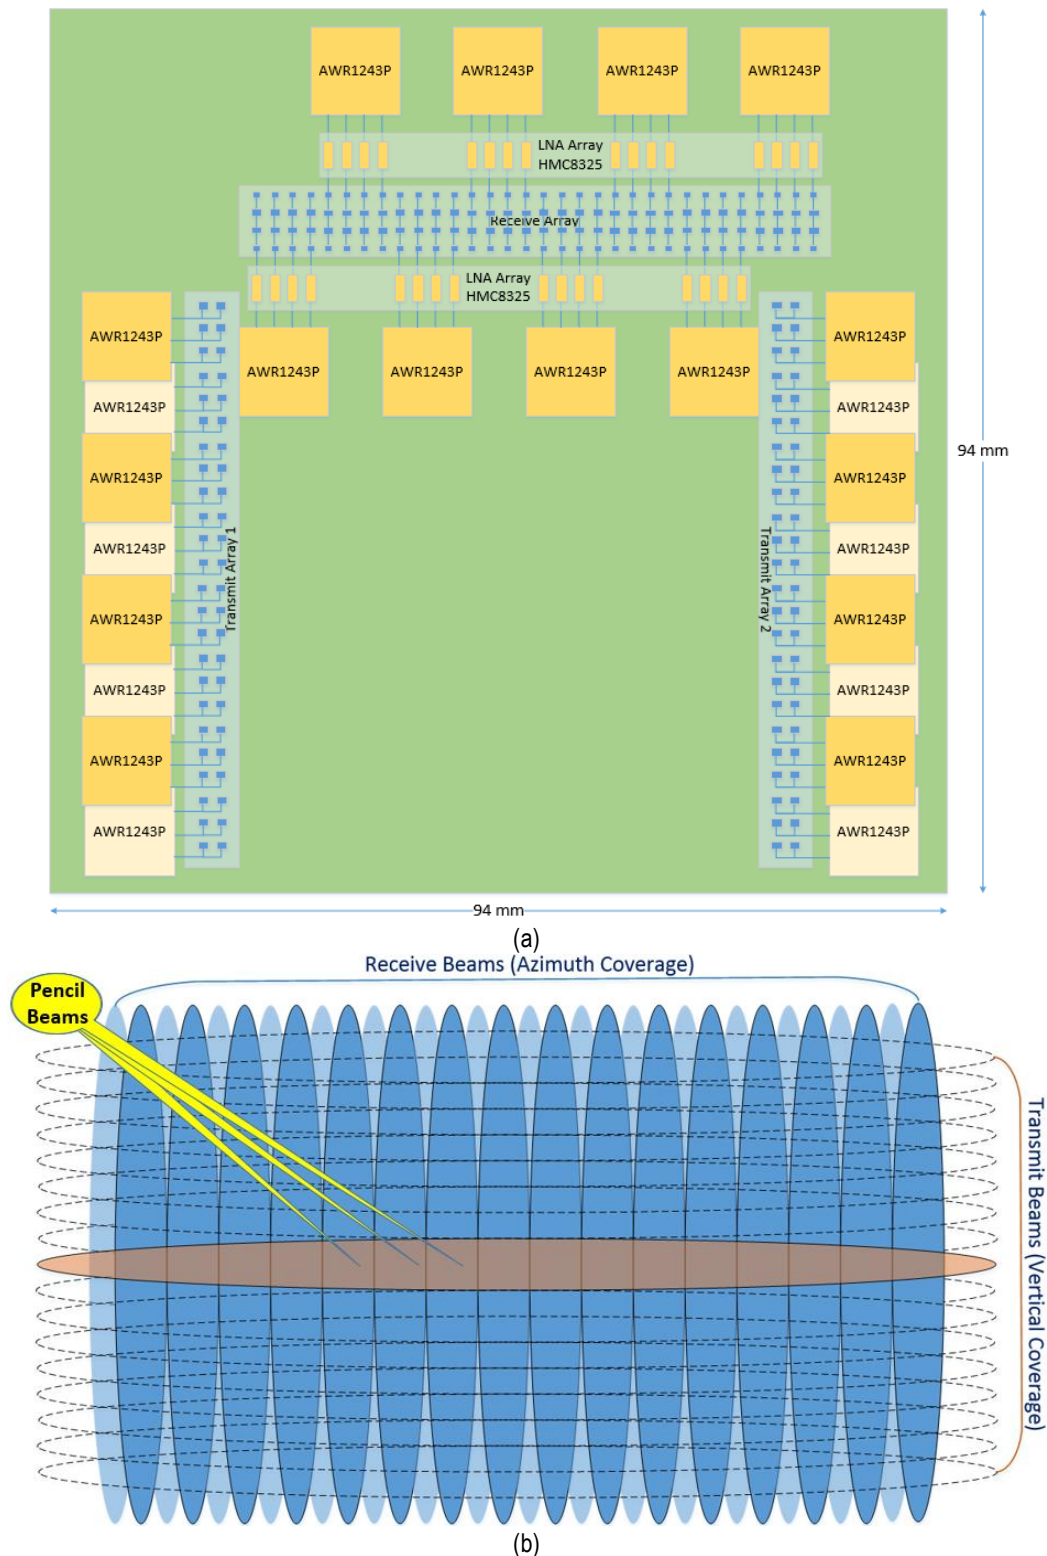 AWR1243P AWR1243P AWR1243P AWR1243P
LNA Array
HMC8325
Receive Array
LNA Array
HMC8325
AWR1243P AWR1243P AWR1243P AWR1243P
AWR1243P
AWR1243P
AWR1243P
AWR1243P
AWR1243P
AWR1243P
AWR1243P
AWR1243P
Transmit Array 1
Transmit Array 2
AWR1243P
AWR1243P
AWR1243P
AWR1243P
AWR1243P
AWR1243P
AWR1243P
AWR1243P
94 mm
94 mm
(a)
Receive Beams (Azimuth Coverage)
Pencil
Beams
Transmit Beams (Vertical Coverage)
(b)